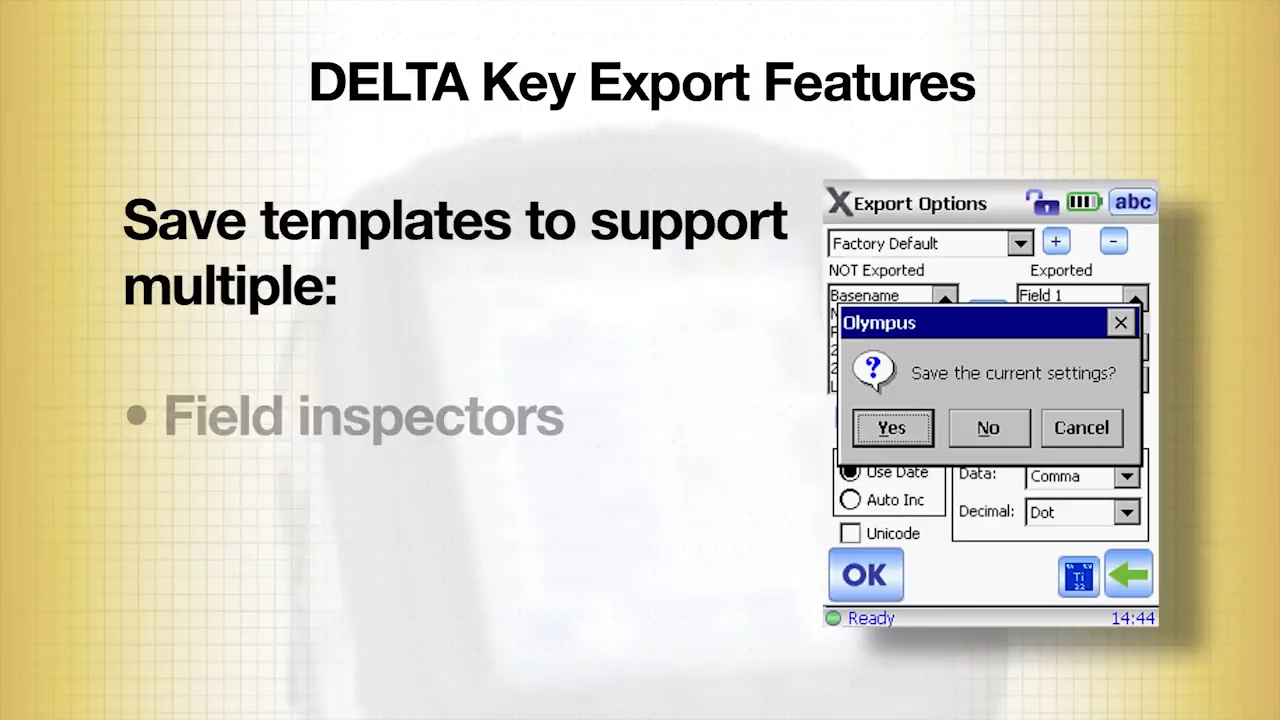 DELTA Key Export Features
Save templates to support
multiple:
• Field inspectors
Export Options
abc
Factory Default
+
-
NOT Exported
Exported
Basename
Field 1
Olympus
Save the current settings?
Yes
No
Cancel
Use Date
Auto Inc
Unicode
Data:
Comma
Decimal:
Dot
OK
Ti
22
Ready
14:44